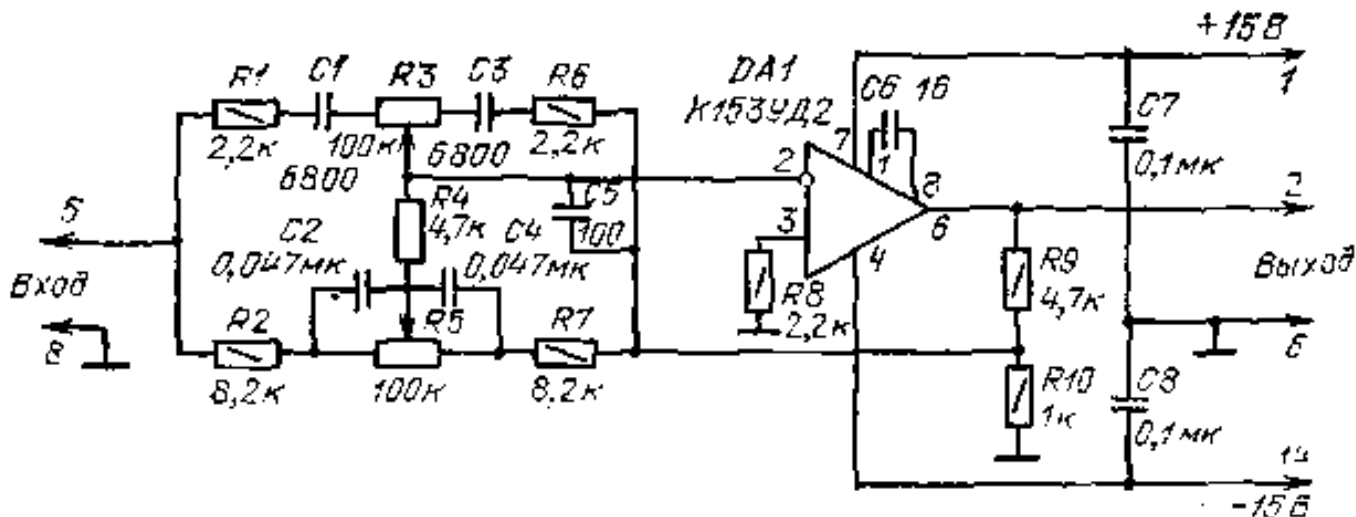 +15В
1
R1
C1
R3
C3
R6
DA1
К153УД2
C6
16
2,2к
6800
100к
6800
2,2к
7
1
8
C7
0,1мк
2
3
6
4
2
5
Вход
8
C2
0,047мк
R4
4,7к
C4
0,047мк
C5
100
R8
2,2к
R9
4,7к
Выход
6
R2
8,2к
R5
100к
R7
8,2к
R10
1к
C8
0,1мк
14
-15В